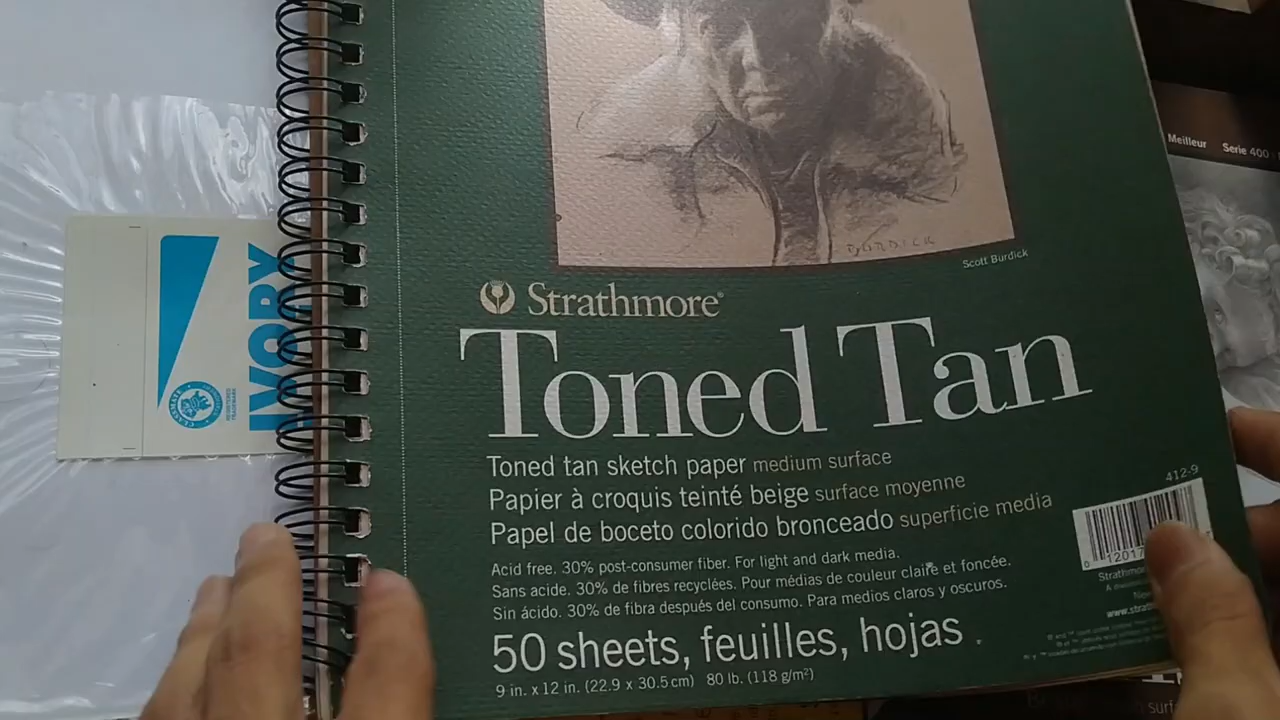 BURDICK
Scott Burdick
Strathmore®
Toned Tan
Toned tan sketch paper medium surface
Papier à croquis teinté beige surface moyenne
Papel de boceto colorido bronceado superficie media
412-9
Acid free. 30% post-consumer fiber. For light and dark media.
Sans acide. 30% de fibres recyclées. Pour médias de couleur claire et foncée.
Sin ácido. 30% de fibra después del consumo. Para medios claros y oscuros.
50 sheets, feuilles, hojas
9 in. x 12 in. (22.9 x 30.5 cm) 80 lb. (118 g/m²)
IVORY
CLASSMATE
REGISTERED
TRADEMARK
Meilleur Serie 400